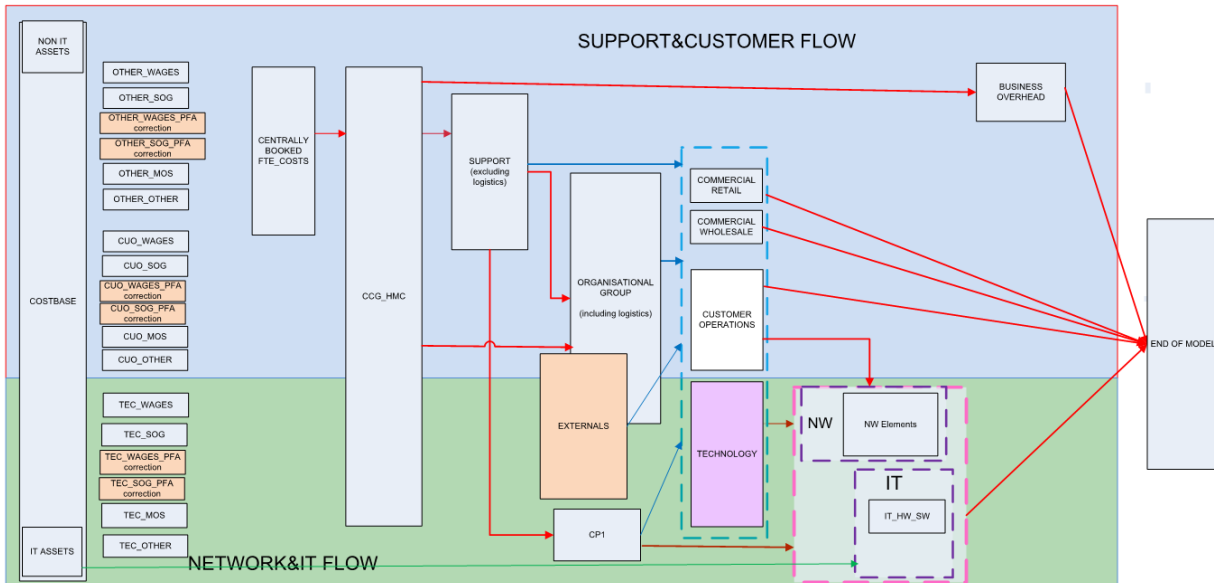 SUPPORT&CUSTOMER FLOW
NON IT
ASSETS
COSTBASE
IT ASSETS
OTHER_WAGES
OTHER_SOG
OTHER_WAGES_PFA
correction
OTHER_SOG_PFA
correction
OTHER_MOS
OTHER_OTHER
CUO_WAGES
CUO_SOG
CUO_WAGES_PFA
correction
CUO_SOG_PFA
correction
CUO_MOS
CUO_OTHER
TEC_WAGES
TEC_SOG
TEC_WAGES_PFA
correction
TEC_SOG_PFA
correction
TEC_MOS
TEC_OTHER
CENTRALLY
BOOKED
FTE_COSTS
CCG_HMC
SUPPORT
(excluding
logistics)
ORGANISATIONAL
GROUP
(including logistics)
EXTERNALS
CP1
COMMERCIAL
RETAIL
COMMERCIAL
WHOLESALE
CUSTOMER
OPERATIONS
TECHNOLOGY
BUSINESS
OVERHEAD
NW
NW Elements
IT
IT_HW_SW
END OF MODEL
NETWORK&IT FLOW